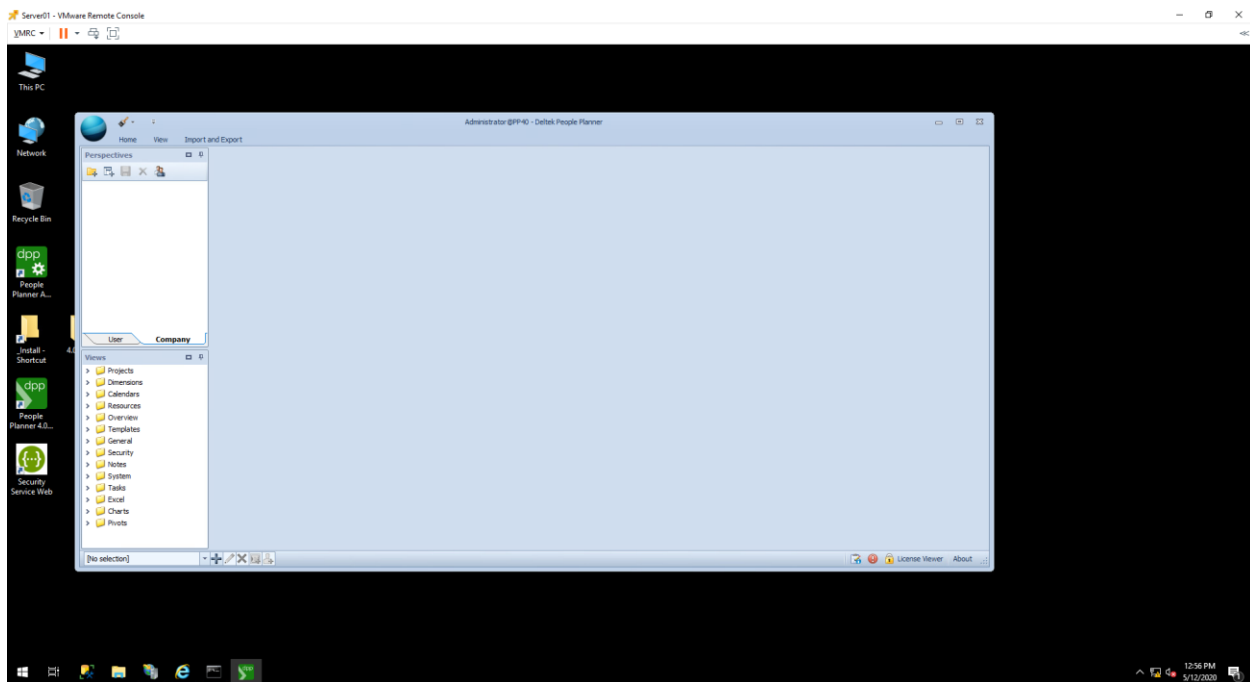 Server01 - VMware Remote Console
VMRC
This PC
Network
Recycle Bin
dpp
People
Planner A...
_Install -
Shortcut
4.0
dpp
People
Planner 4.0...
Security
Service Web
Administrator@PP40 - Deltek People Planner
Home View Import and Export
Perspectives
User Company
Views
Projects
Dimensions
Calendars
Resources
Overview
Templates
General
Security
Notes
System
Tasks
Excel
Charts
Pivots
[No selection]
License Viewer About
12:56 PM
5/12/2020